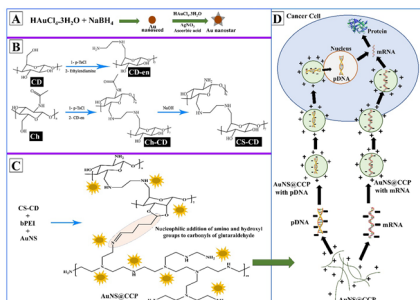 A
HAuCl₄.3H₂O + NaBH₄
Au
nanoseed
HAuCl₄.3H₂O
AgNO₃
Ascorbic acid
Au nanostar
B
CD
1- p-TsCl
2- Ethylendiamine
CD-en
Ch
1- p-TsCl
2- CD-en
Ch-CD
NaOH
CS-CD
C
CS-CD
+
bPEI
+
AuNS
Nucleophilic addition of amino and hydroxyl
groups to carbonyls of glutaraldehyde
AuNS@CCP
D
Cancer Cell
Protein
mRNA
Nucleus
pDNA
AuNS@CCP
with pDNA
AuNS@CCP
with mRNA
pDNA
mRNA
AuNS@CCP